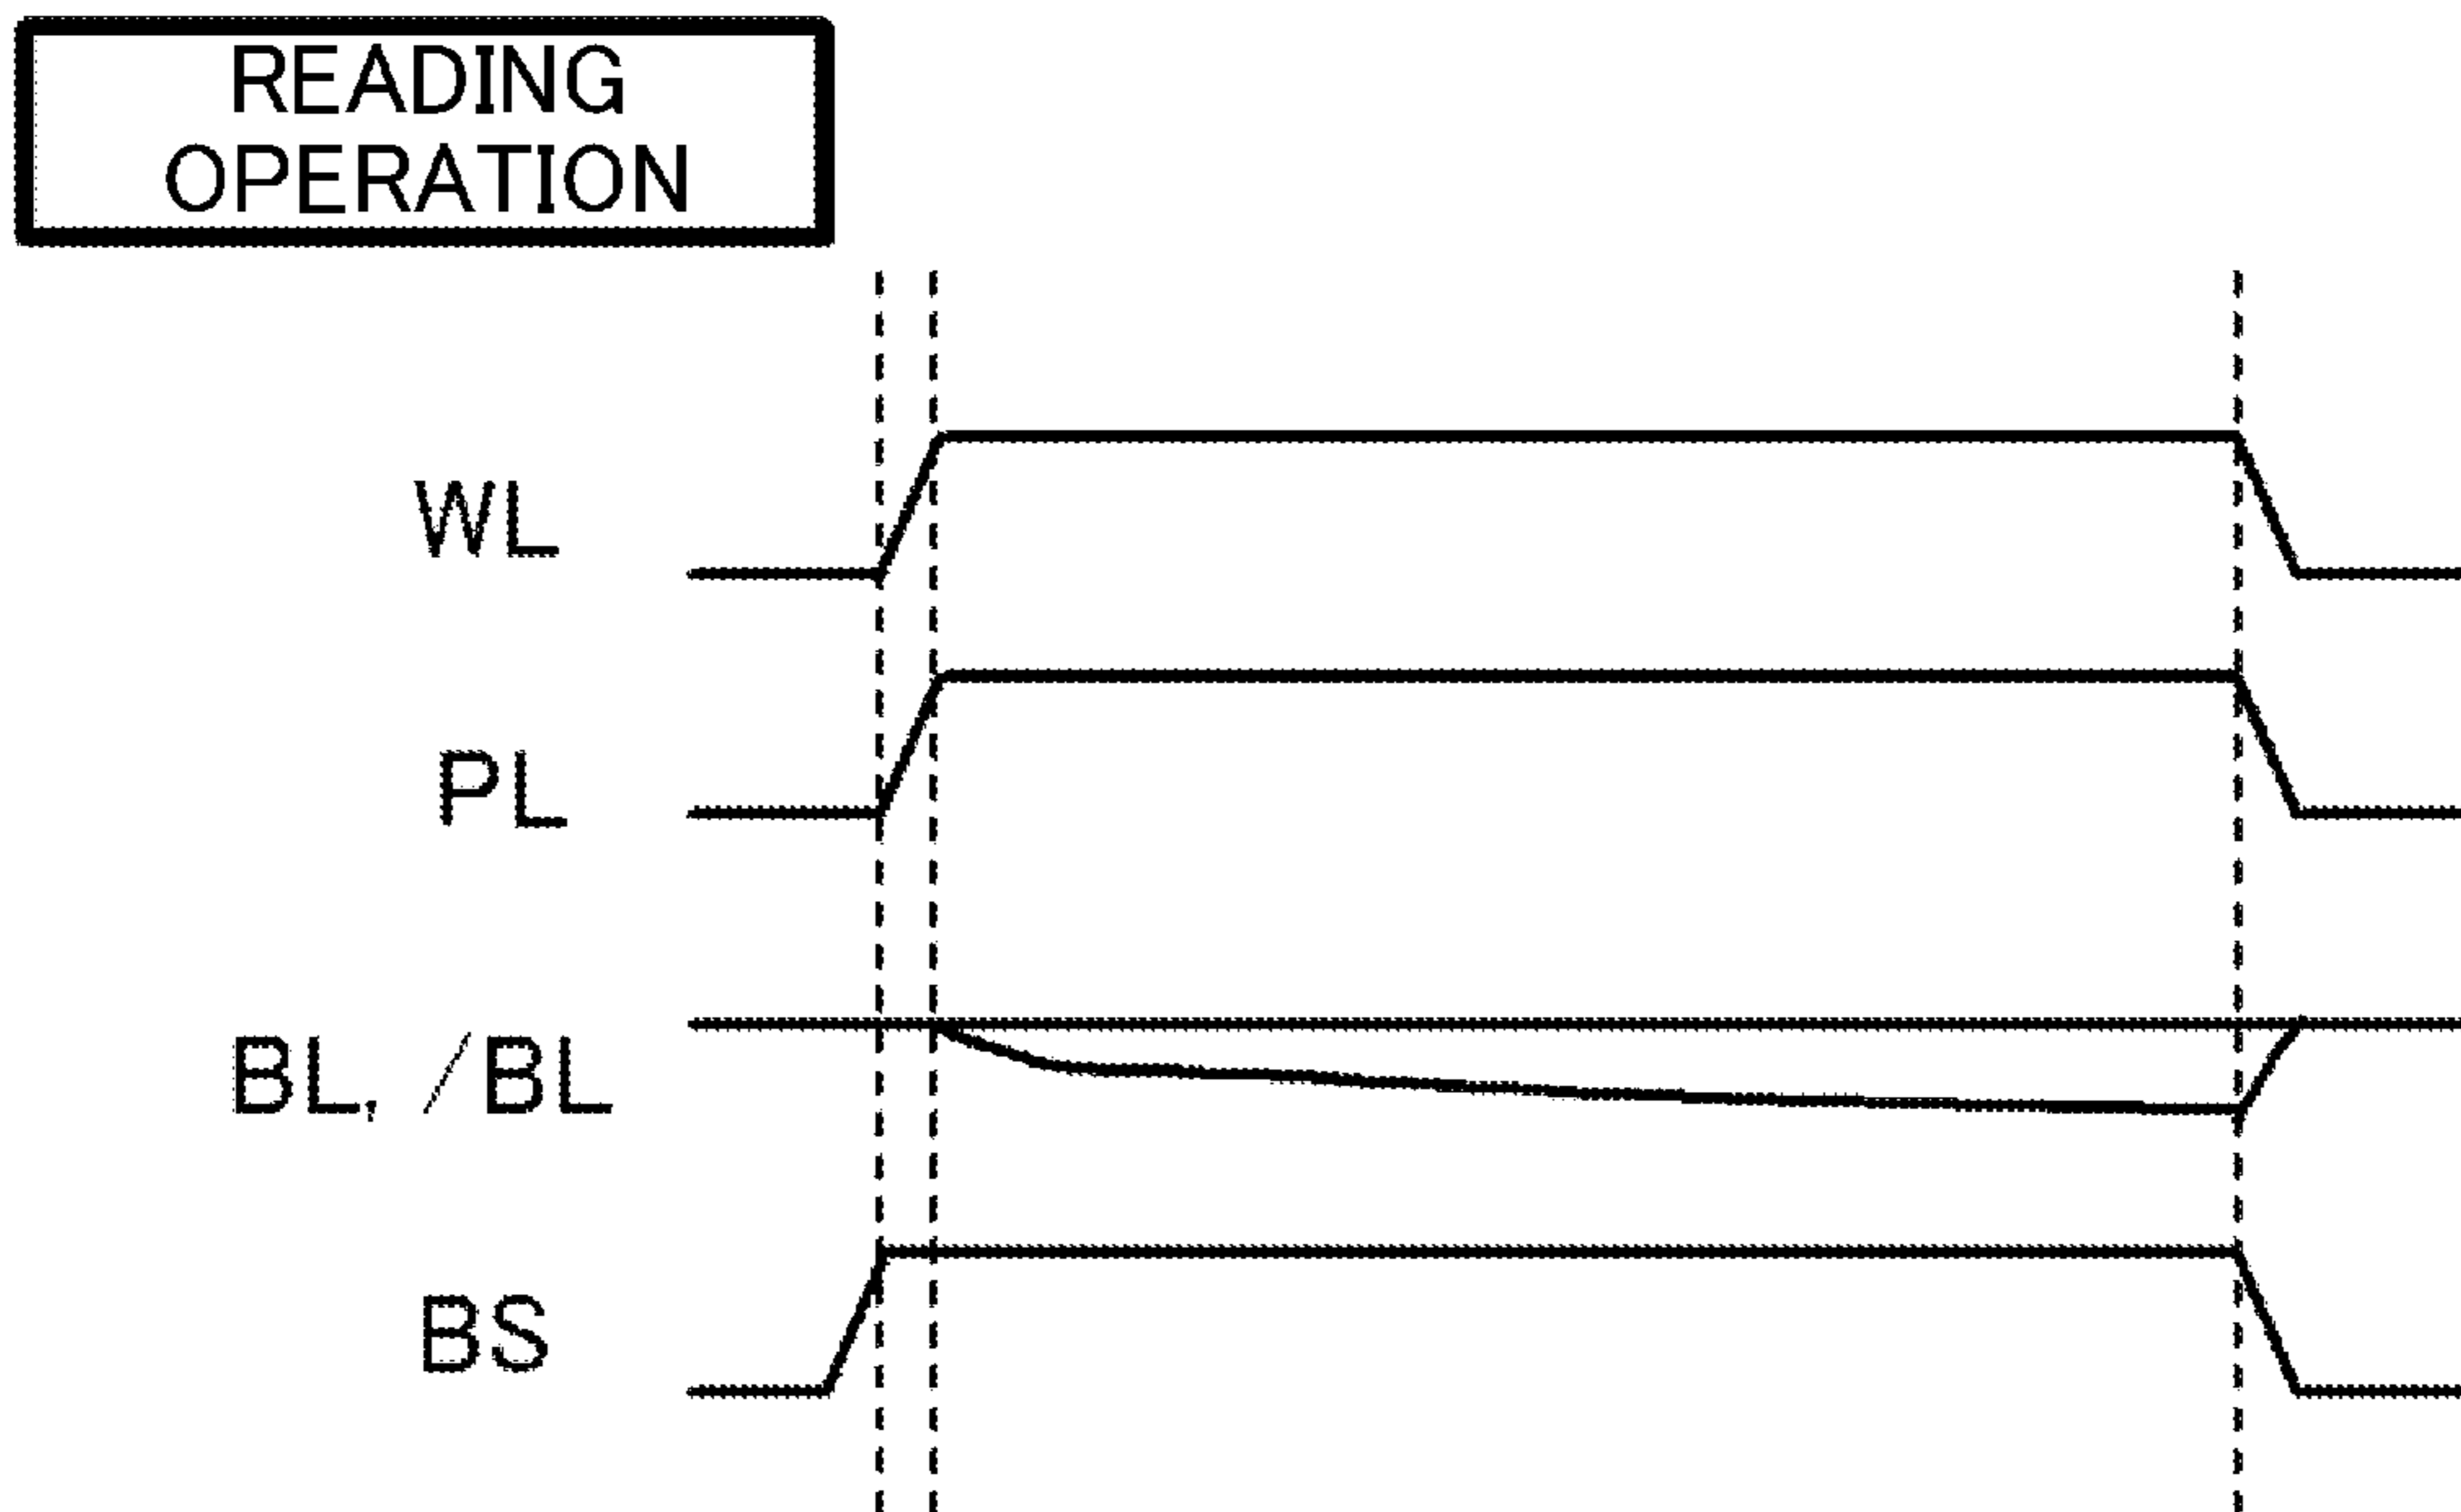 READING
OPERATION
WL
PL
BL, /BL
BS